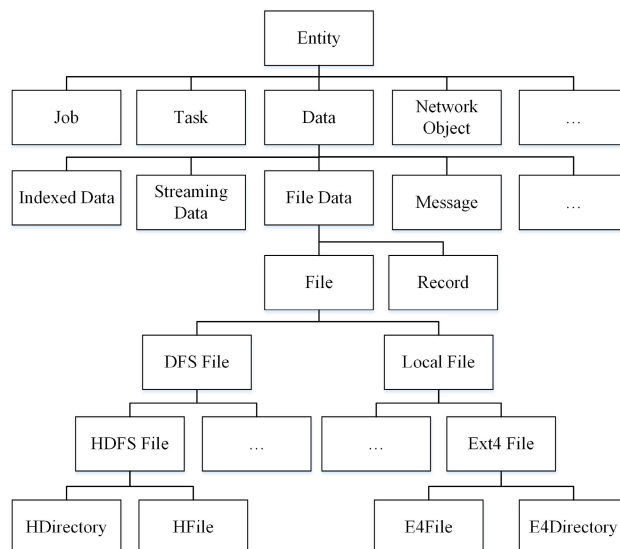 Entity
Job
Task
Data
Network
Object
…
Indexed Data
Streaming
Data
File Data
Message
…
File
Record
DFS File
Local File
HDFS File
…
…
Ext4 File
HDirectory
HFile
E4File
E4Directory